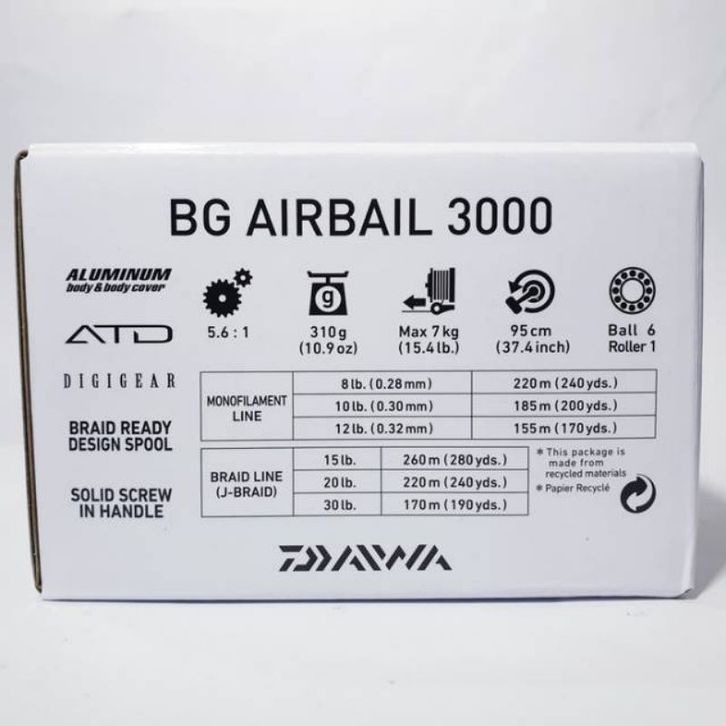 BG AIRBAIL 3000
ALUMINUM
body & body cover
ATD
DIGIGEAR
BRAID READY
DESIGN SPOOL
SOLID SCREW
IN HANDLE
5.6 : 1
g
310g
(10.9oz)
Max 7kg
(15.4lb.)
95cm
(37.4inch)
Ball 6
Roller 1
MONOFILAMENT
LINE
8lb. (0.28mm) 220m (240yds.)
10lb. (0.30mm) 185m (200yds.)
12lb. (0.32mm) 155m (170yds.)
BRAID LINE
(J-BRAID)
15lb. 260m (280yds.)
20lb. 220m (240yds.)
30lb. 170m (190yds.)
* This package is
made from
recycled materials
* Papier Recyclé
DAIWA